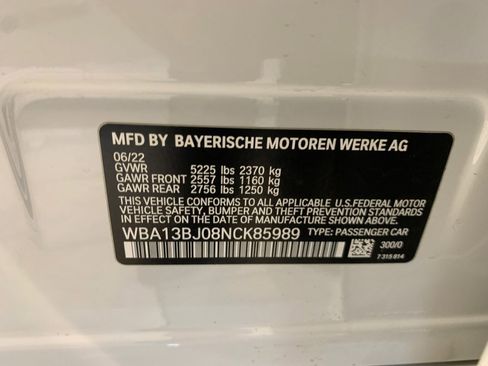 MFD BY BAYERISCHE MOTOREN WERKE AG
06/22
GVWR 5225 lbs 2370 kg
GAWR FRONT 2557 lbs 1160 kg
GAWR REAR 2756 lbs 1250 kg
THIS VEHICLE CONFORMS TO ALL APPLICABLE U.S. FEDERAL MOTOR
VEHICLE SAFETY, BUMPER AND THEFT PREVENTION STANDARDS
IN EFFECT ON THE DATE OF MANUFACTURE SHOWN ABOVE.
WBA13BJ08NCK85989 TYPE: PASSENGER CAR
300/0
7 315 814